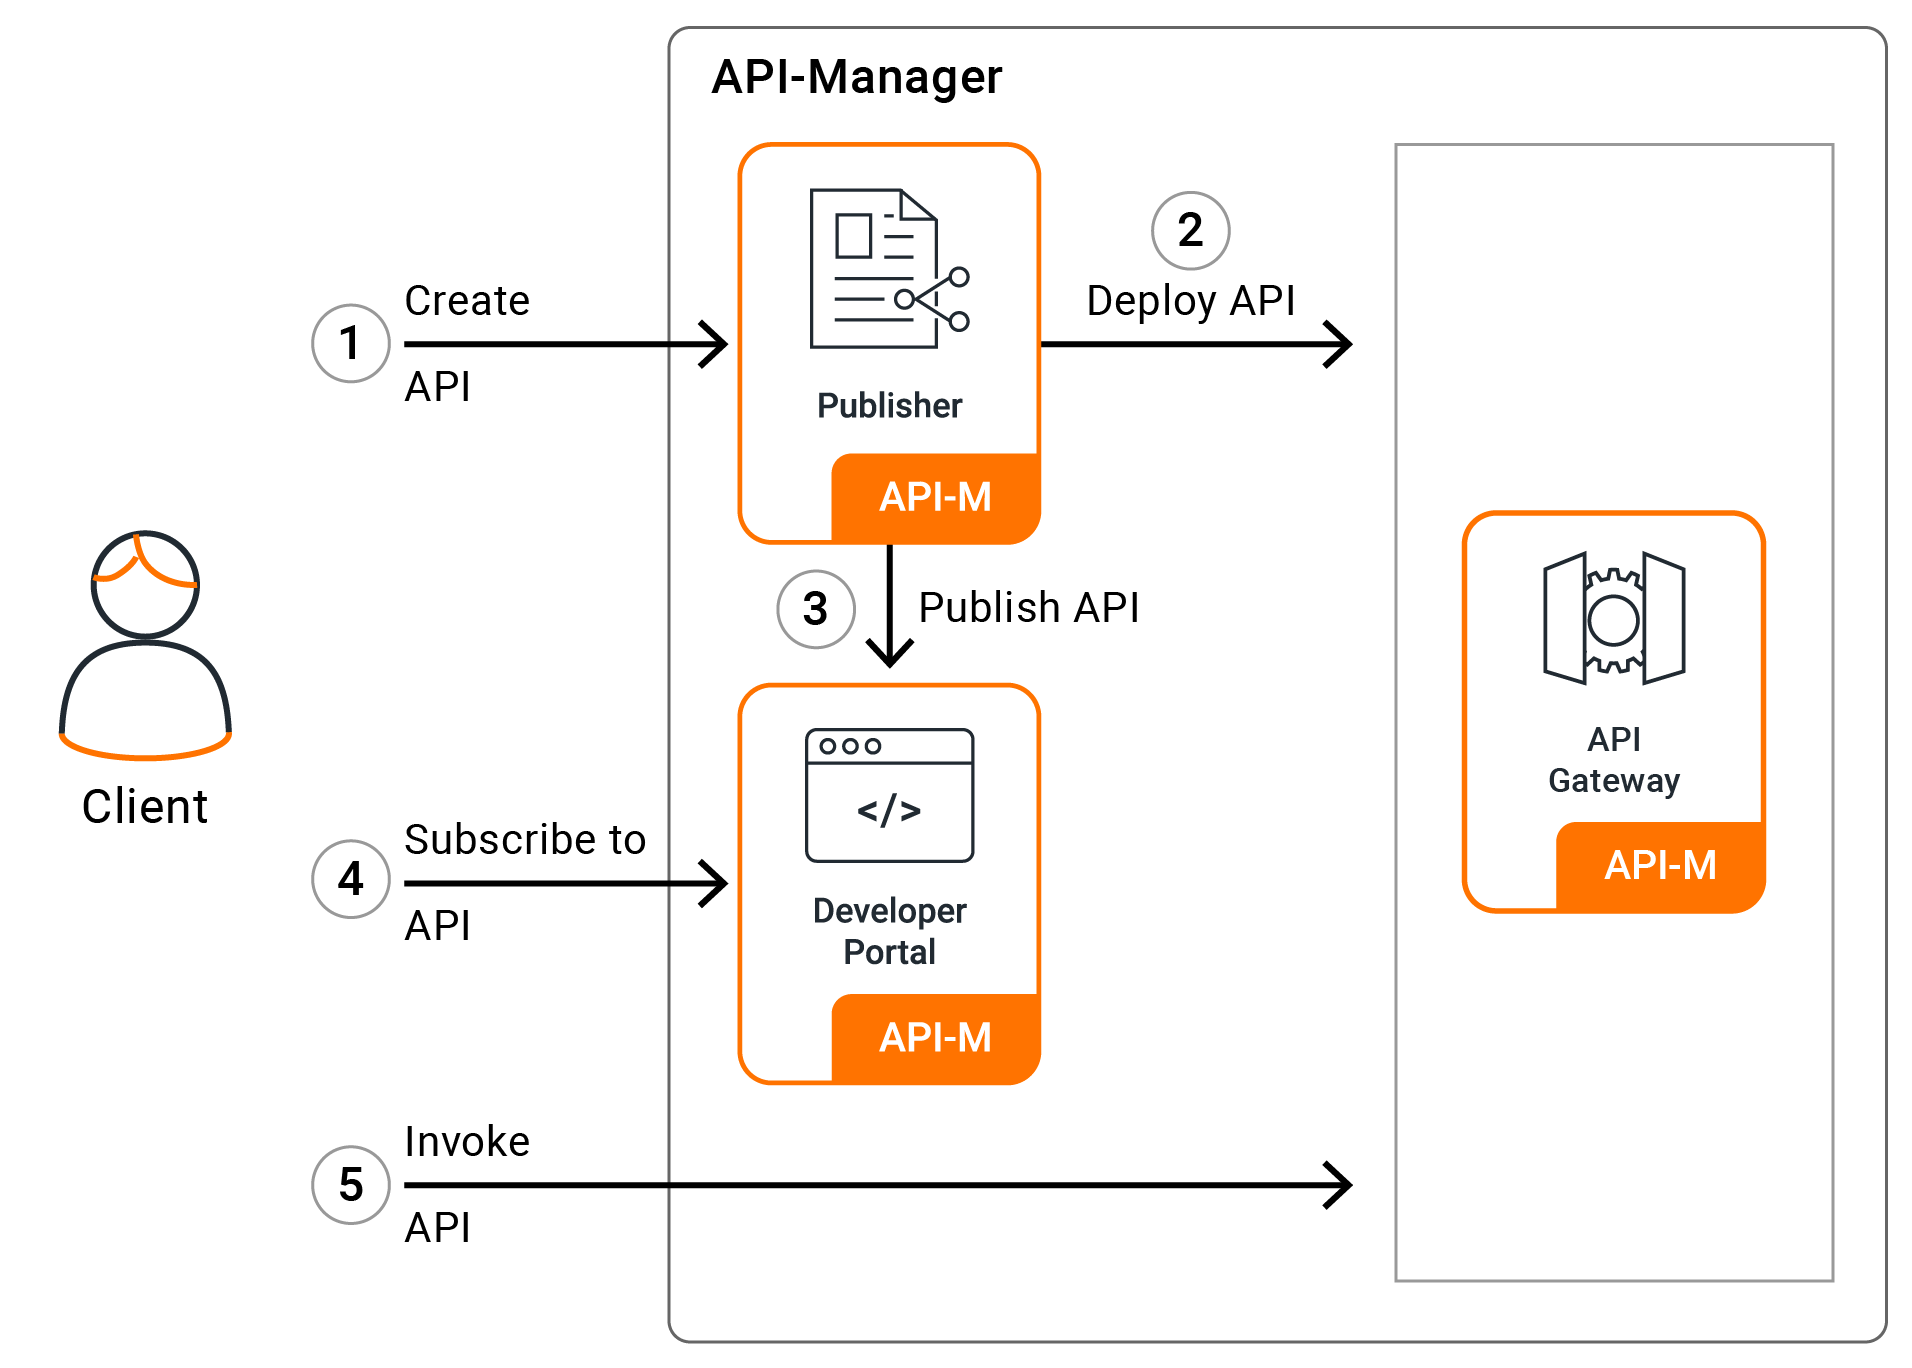 API-Manager
1
Create
API
Publisher
API-M
2
Deploy API
3
Publish API
Client
4
Subscribe to
API
</>
Developer
Portal
API-M
API
Gateway
API-M
5
Invoke
API